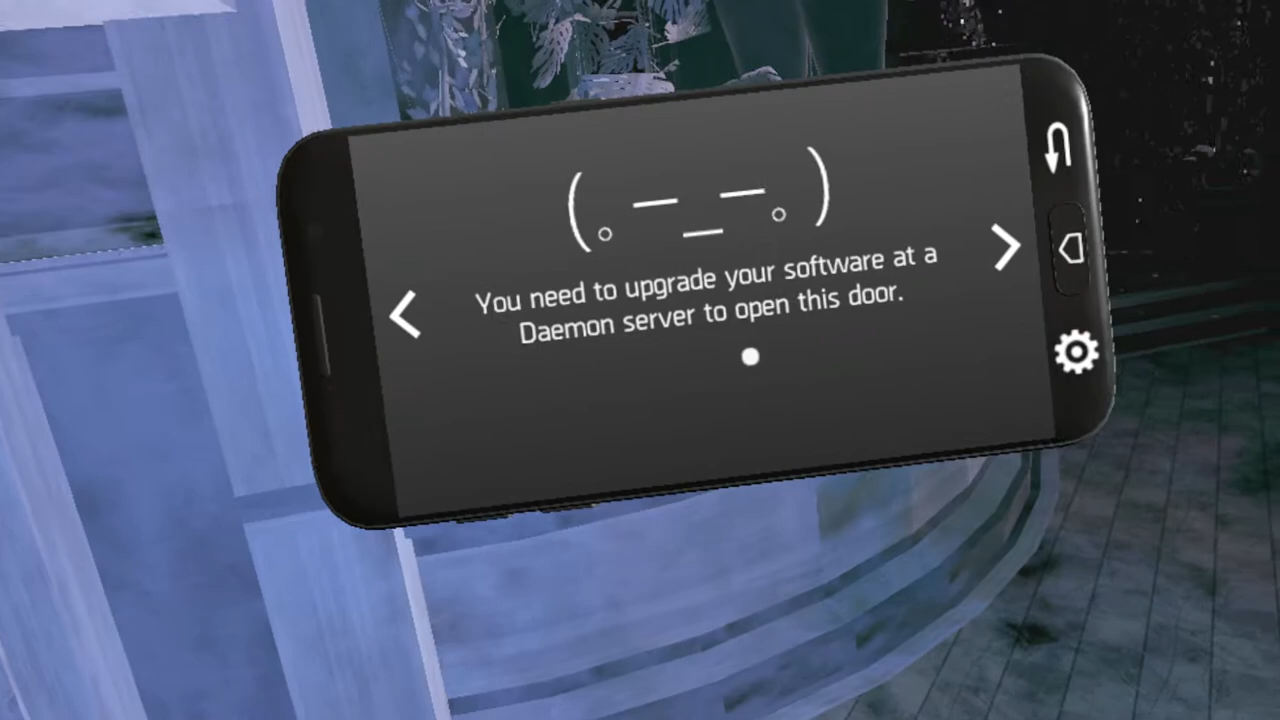 (。—_—。)
You need to upgrade your software at a
Daemon server to open this door.